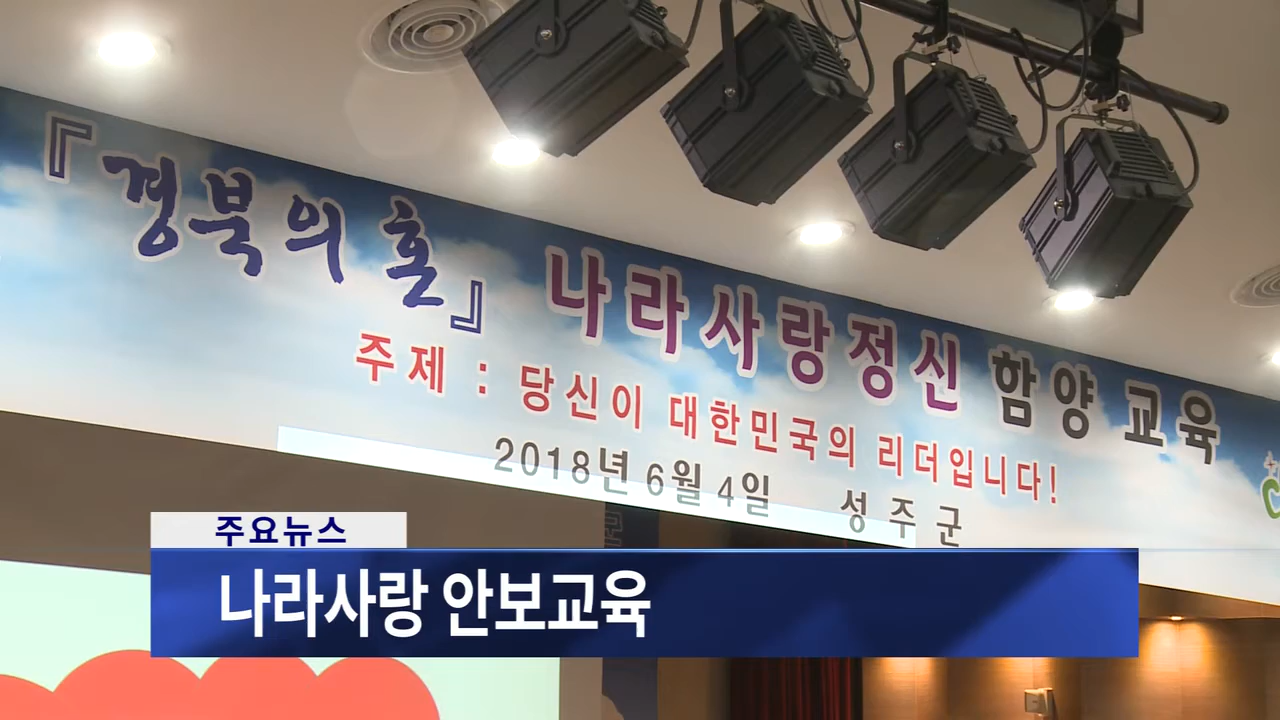 『경북의 혼』 나라사랑정신 함양 교육
주제 : 당신이 대한민국의 리더입니다!
2018년 6월 4일 성주군
주요뉴스
나라사랑 안보교육